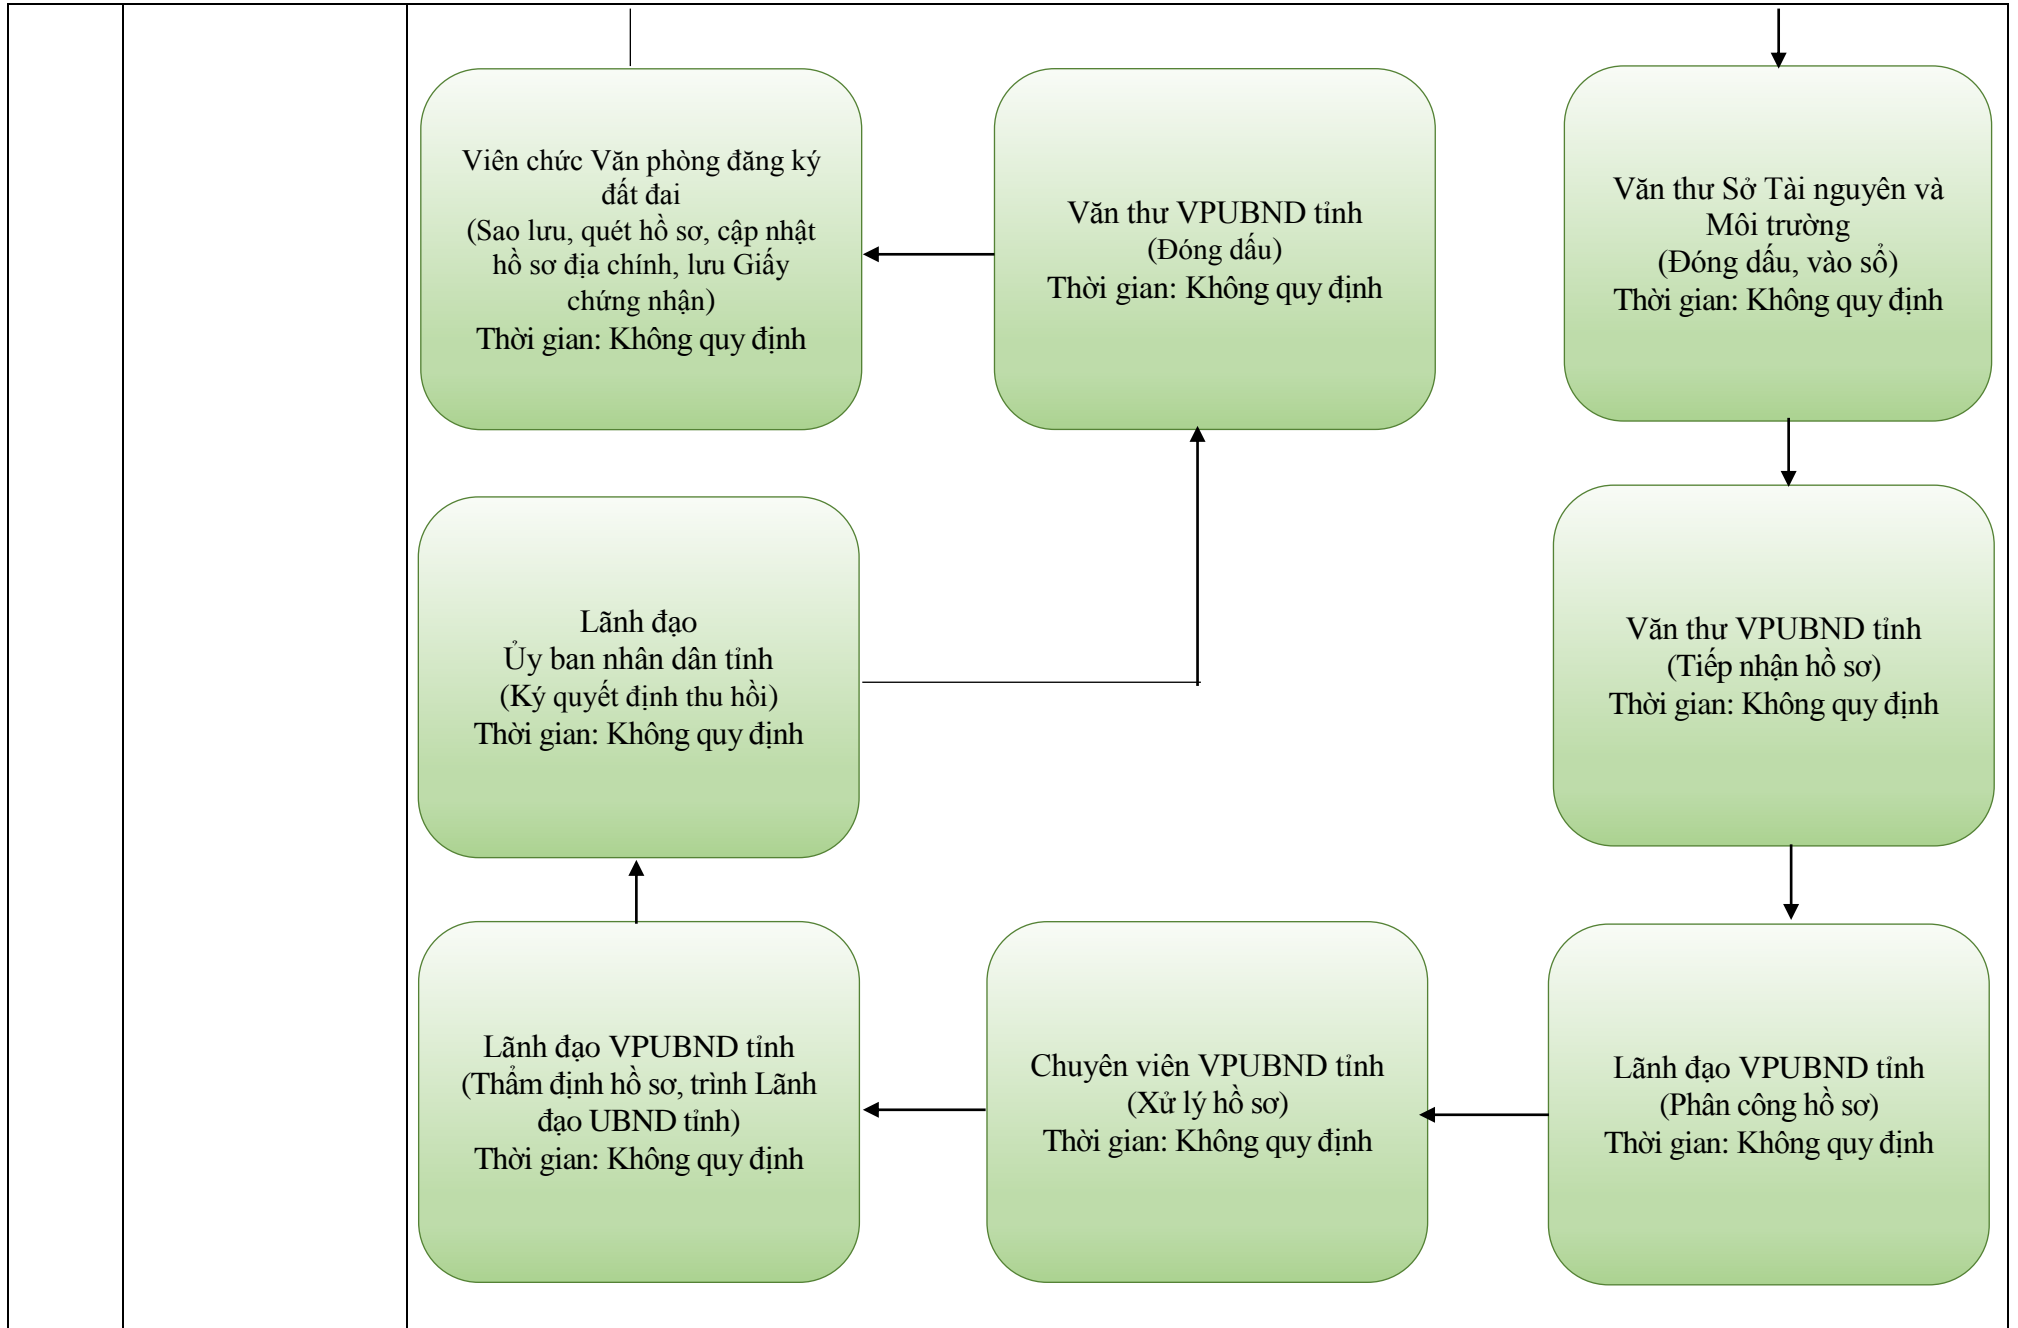 Viên chức Văn phòng đăng ký
đất đai
(Sao lưu, quét hồ sơ, cập nhật
hồ sơ địa chính, lưu Giấy
chứng nhận)
Thời gian: Không quy định
Văn thư VPUBND tỉnh
(Đóng dấu)
Thời gian: Không quy định
Văn thư Sở Tài nguyên và
Môi trường
(Đóng dấu, vào sổ)
Thời gian: Không quy định
Lãnh đạo
Ủy ban nhân dân tỉnh
(Ký quyết định thu hồi)
Thời gian: Không quy định
Văn thư VPUBND tỉnh
(Tiếp nhận hồ sơ)
Thời gian: Không quy định
Lãnh đạo VPUBND tỉnh
(Thẩm định hồ sơ, trình Lãnh
đạo UBND tỉnh)
Thời gian: Không quy định
Chuyên viên VPUBND tỉnh
(Xử lý hồ sơ)
Thời gian: Không quy định
Lãnh đạo VPUBND tỉnh
(Phân công hồ sơ)
Thời gian: Không quy định